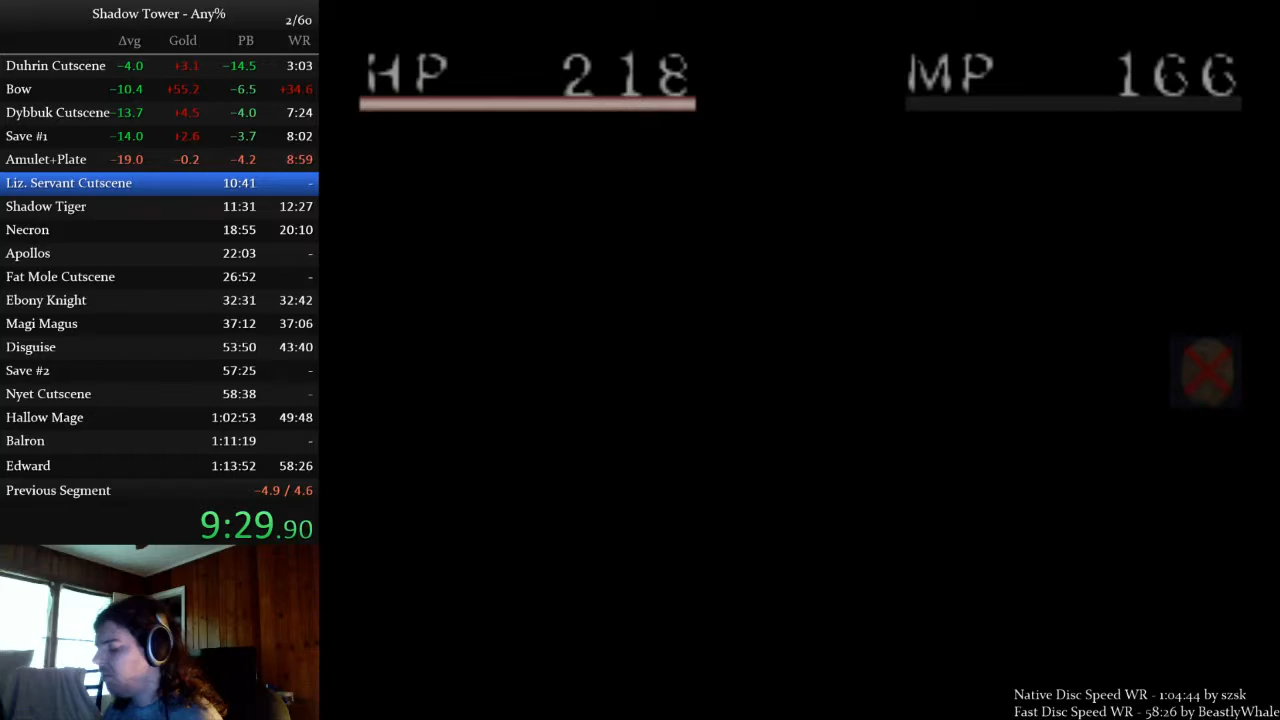 Shadow Tower - Any%
2/60
Δvg Gold PB WR
Duhrin Cutscene −4.0 +3.1 −14.5 3:03
Bow −10.4 +55.2 −6.5 +34.6
Dybbuk Cutscene −13.7 +4.5 −4.0 7:24
Save #1 −14.0 +2.6 −3.7 8:02
Amulet+Plate −19.0 −0.2 −4.2 8:59
Liz. Servant Cutscene 10:41 -
Shadow Tiger 11:31 12:27
Necron 18:55 20:10
Apollos 22:03 -
Fat Mole Cutscene 26:52 -
Ebony Knight 32:31 32:42
Magi Magus 37:12 37:06
Disguise 53:50 43:40
Save #2 57:25 -
Nyet Cutscene 58:38 -
Hallow Mage 1:02:53 49:48
Balron 1:11:19 -
Edward 1:13:52 58:26
Previous Segment −4.9 / 4.6
9:29.90
HP 218 MP 166
Native Disc Speed WR - 1:04:44 by szsk
Fast Disc Speed WR - 58:26 by BeastlyWhale